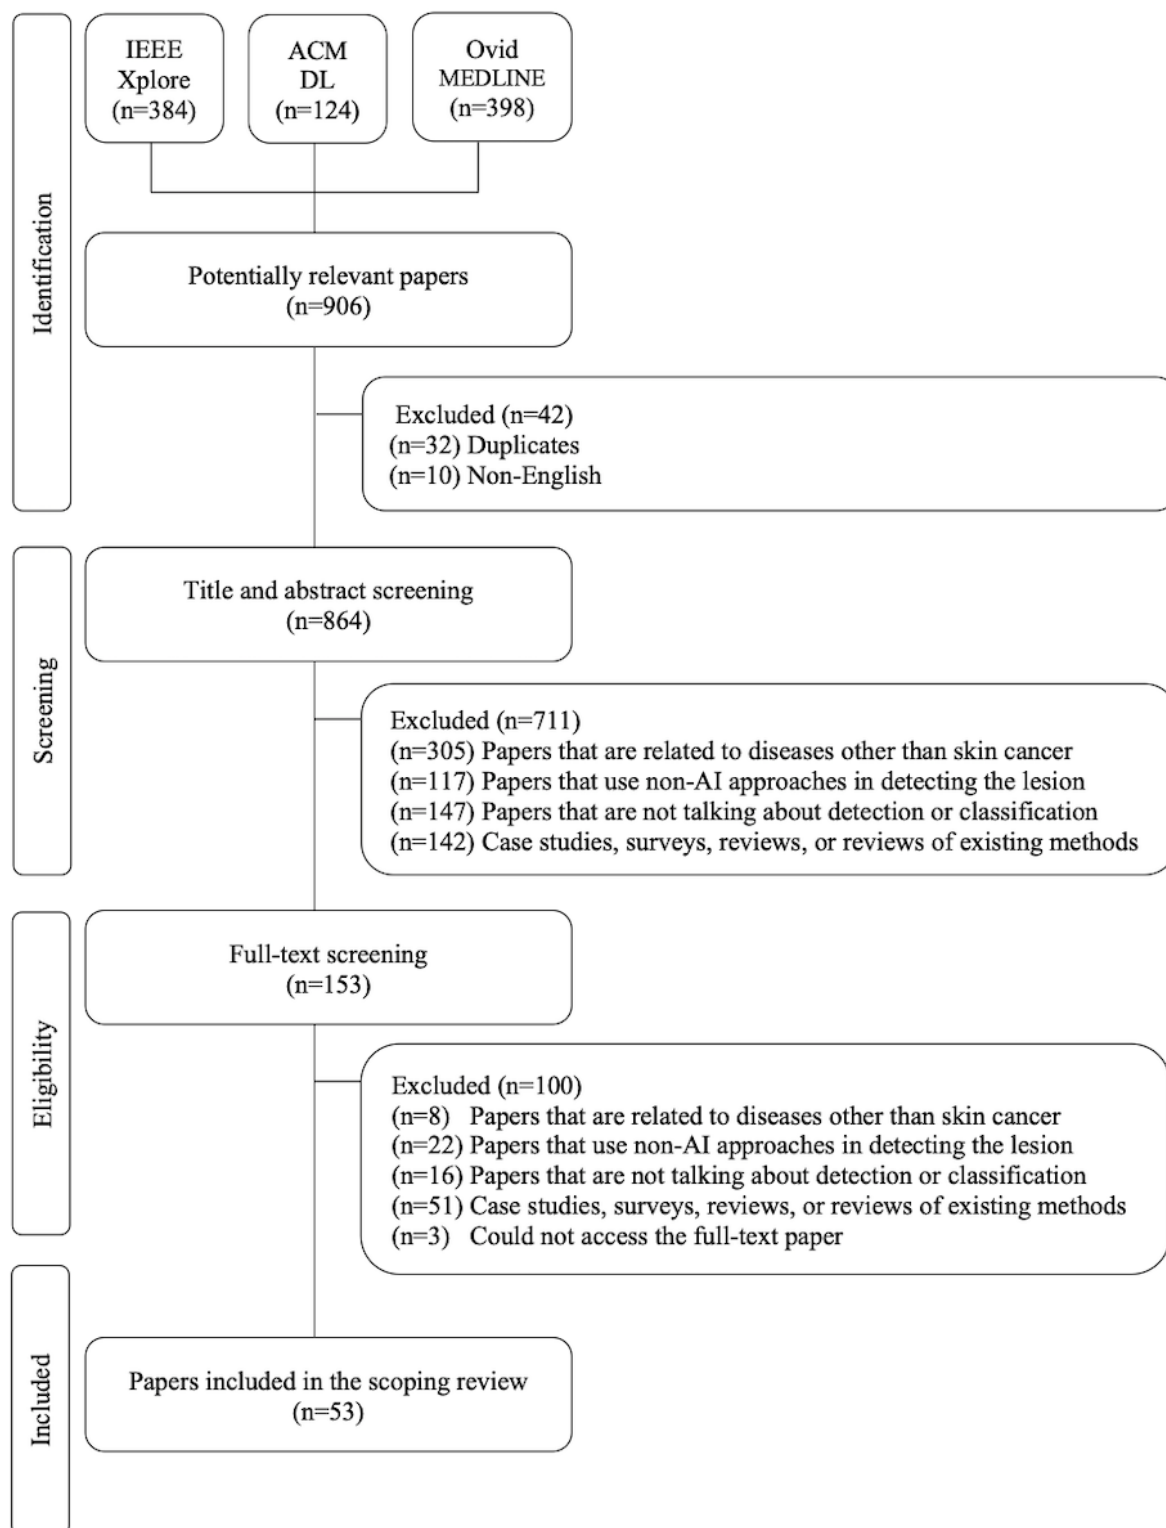 Identification
IEEE
Xplore
(n=384)
ACM
DL
(n=124)
Ovid
MEDLINE
(n=398)
Potentially relevant papers
(n=906)
Excluded (n=42)
(n=32) Duplicates
(n=10) Non-English
Screening
Title and abstract screening
(n=864)
Excluded (n=711)
(n=305) Papers that are related to diseases other than skin cancer
(n=117) Papers that use non-AI approaches in detecting the lesion
(n=147) Papers that are not talking about detection or classification
(n=142) Case studies, surveys, reviews, or reviews of existing methods
Eligibility
Full-text screening
(n=153)
Excluded (n=100)
(n=8) Papers that are related to diseases other than skin cancer
(n=22) Papers that use non-AI approaches in detecting the lesion
(n=16) Papers that are not talking about detection or classification
(n=51) Case studies, surveys, reviews, or reviews of existing methods
(n=3) Could not access the full-text paper
Included
Papers included in the scoping review
(n=53)